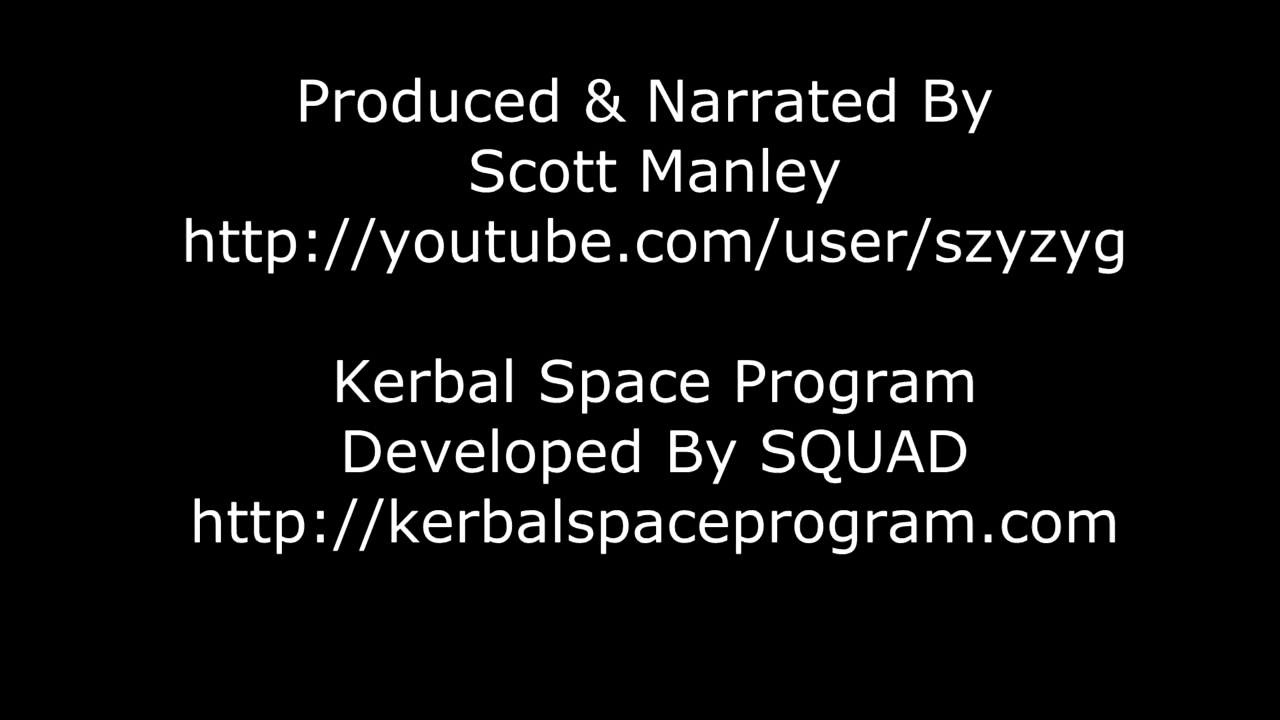 Produced & Narrated By
Scott Manley
http://youtube.com/user/szyzyg
Kerbal Space Program
Developed By SQUAD
http://kerbalspaceprogram.com